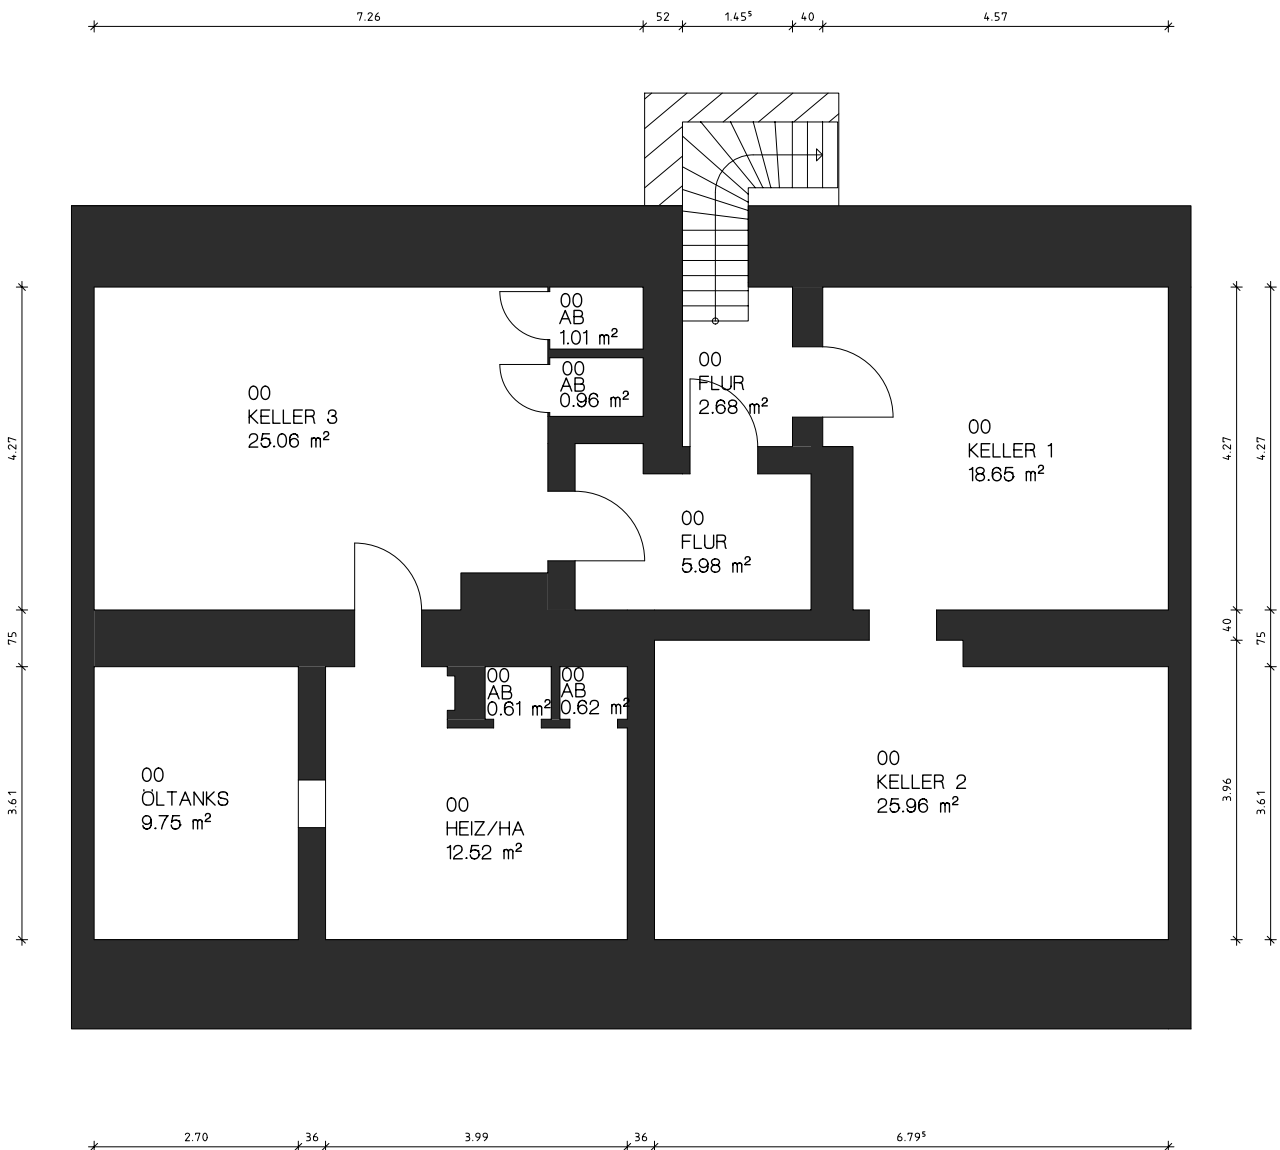 7.26
52
1.45⁵
40
4.57
00
AB
1.01 m²
00
AB
0.96 m²
00
FLUR
2.68 m²
00
KELLER 3
25.06 m²
00
KELLER 1
18.65 m²
4.27
4.27
4.27
00
FLUR
5.98 m²
75
40
75
00
AB
0.61 m²
00
AB
0.62 m²
00
ÖLTANKS
9.75 m²
00
HEIZ/HA
12.52 m²
00
KELLER 2
25.96 m²
3.61
3.96
3.61
2.70
36
3.99
36
6.79⁵